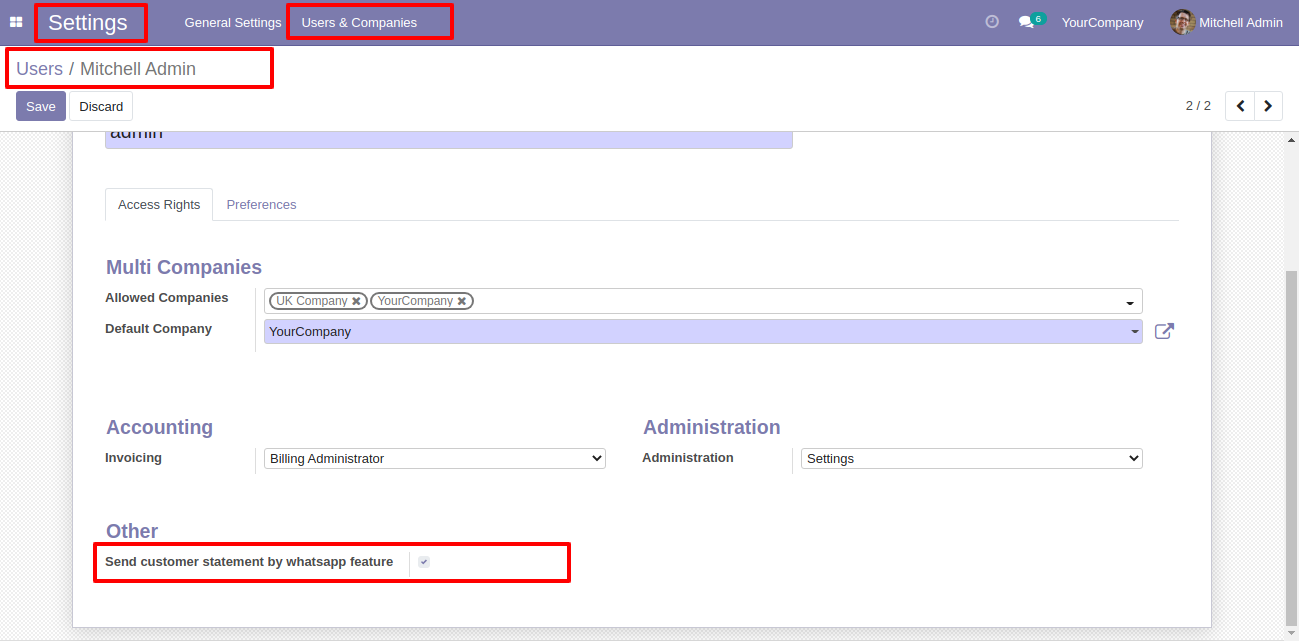 Settings General Settings Users & Companies 6 YourCompany Mitchell Admin
Users / Mitchell Admin
Save Discard 2 / 2
admin
Access Rights Preferences
Multi Companies
Allowed Companies UK Company YourCompany
Default Company YourCompany
Accounting Administration
Invoicing Billing Administrator Administration Settings
Other
Send customer statement by whatsapp feature